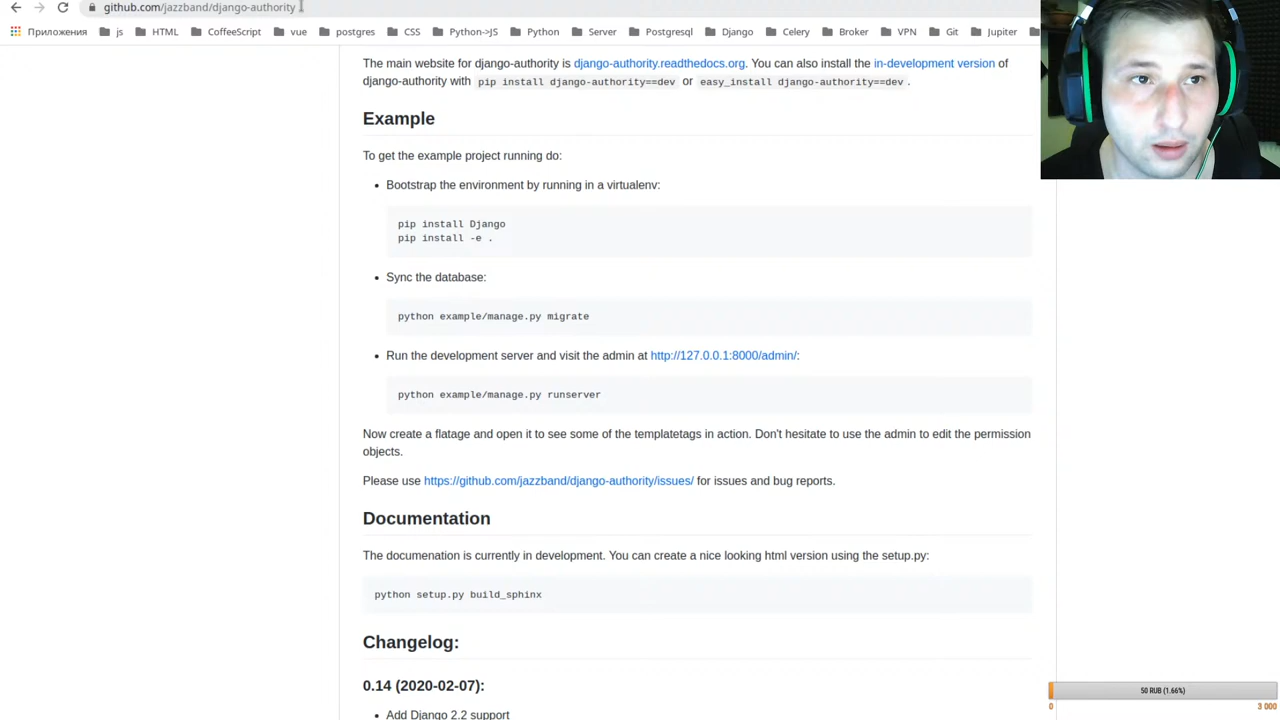 github.com/jazzband/django-authority
Приложения js HTML CoffeeScript vue postgres CSS Python->JS Python Server Postgresql Django Celery Broker VPN Git Jupiter
The main website for django-authority is django-authority.readthedocs.org. You can also install the in-development version of
django-authority with pip install django-authority==dev or easy_install django-authority==dev .
Example
To get the example project running do:
• Bootstrap the environment by running in a virtualenv:
pip install Django
pip install -e .
• Sync the database:
python example/manage.py migrate
• Run the development server and visit the admin at http://127.0.0.1:8000/admin/:
python example/manage.py runserver
Now create a flatage and open it to see some of the templatetags in action. Don't hesitate to use the admin to edit the permission
objects.
Please use https://github.com/jazzband/django-authority/issues/ for issues and bug reports.
Documentation
The documenation is currently in development. You can create a nice looking html version using the setup.py:
python setup.py build_sphinx
Changelog:
0.14 (2020-02-07):
• Add Django 2.2 support
50 RUB (1.66%)
0 3 000